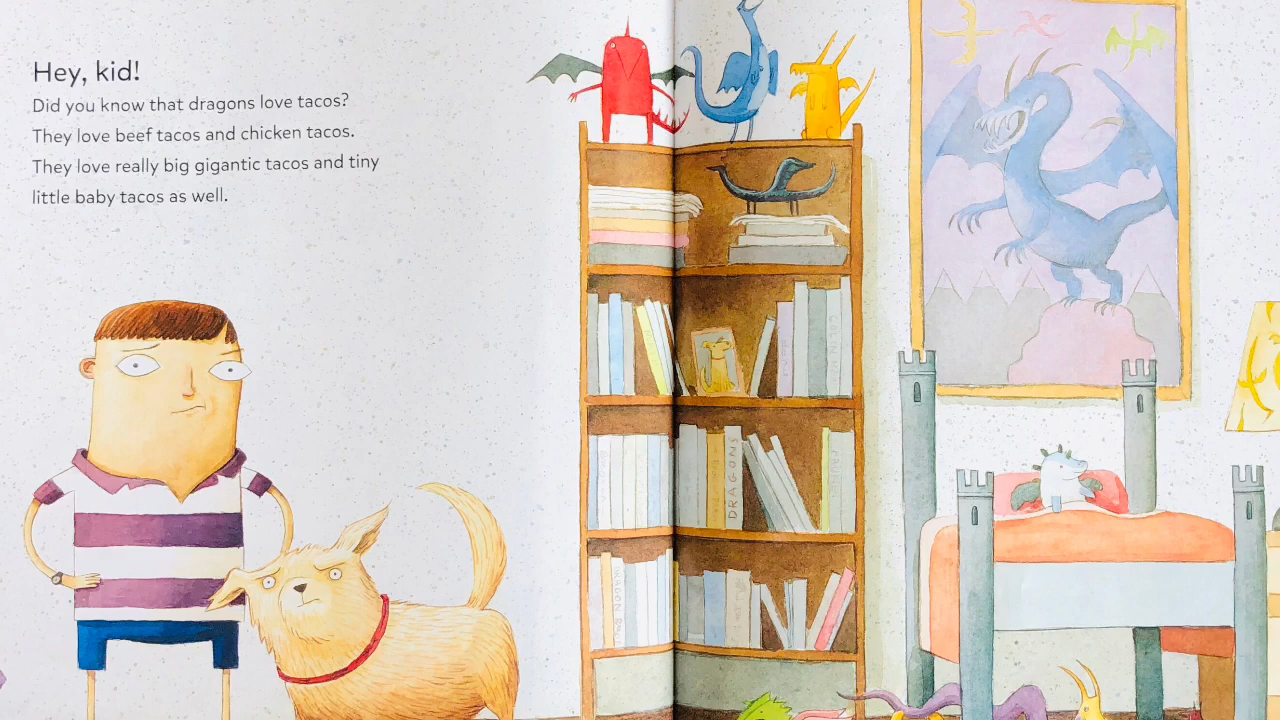 Hey, kid!
Did you know that dragons love tacos?
They love beef tacos and chicken tacos.
They love really big gigantic tacos and tiny
little baby tacos as well.
DRAGONS